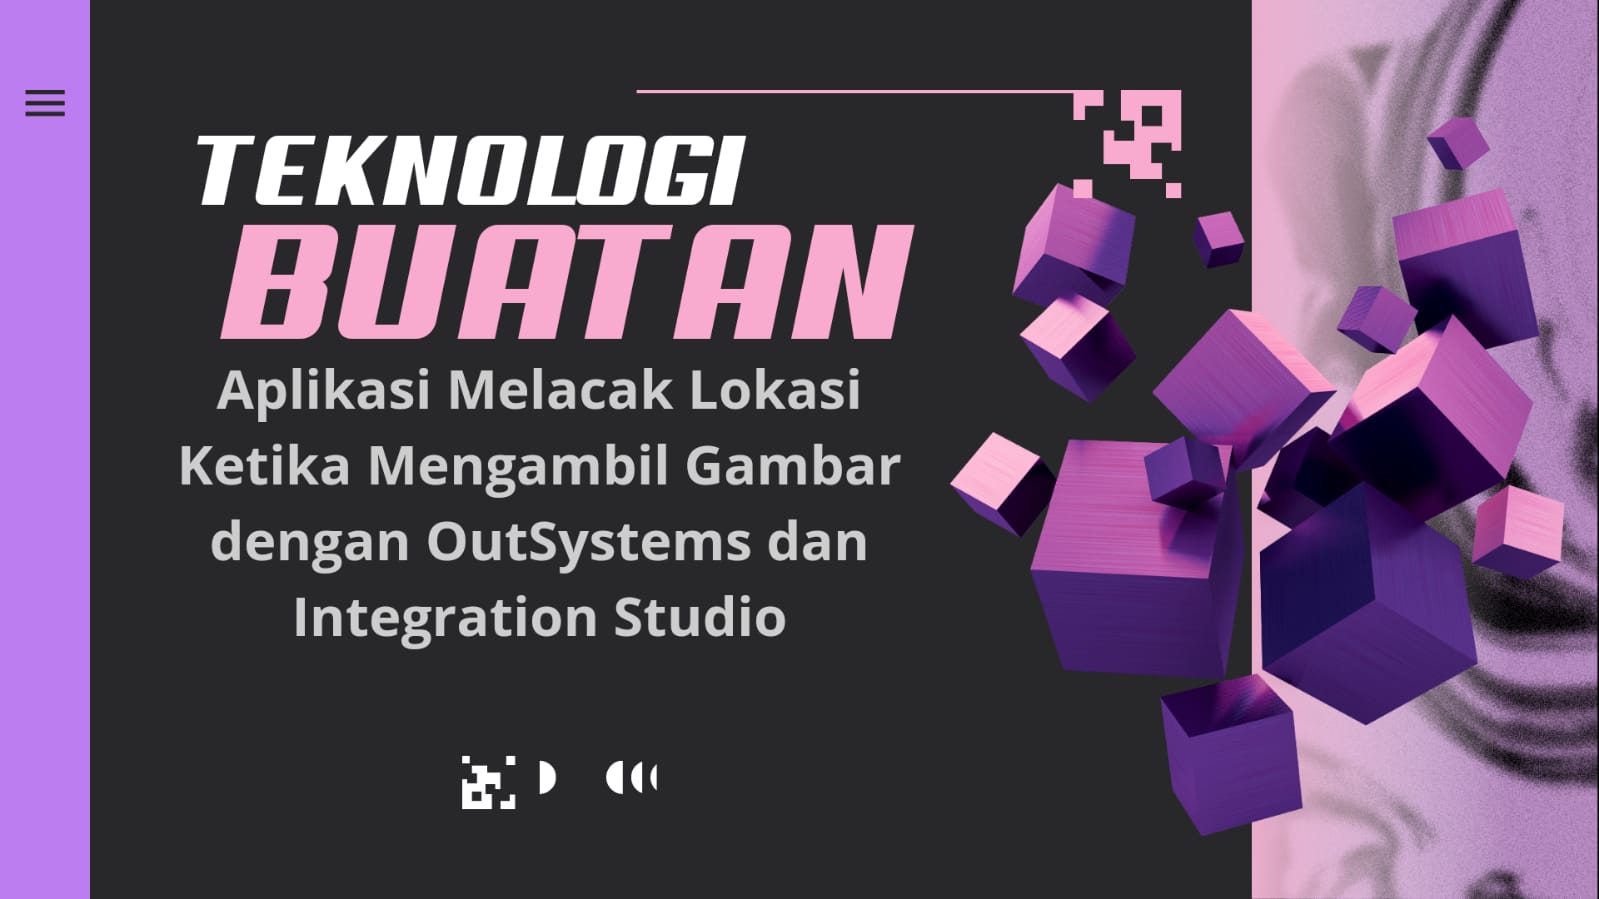 TEKNOLOGI
BUATAN
Aplikasi Melacak Lokasi
Ketika Mengambil Gambar
dengan OutSystems dan
Integration Studio